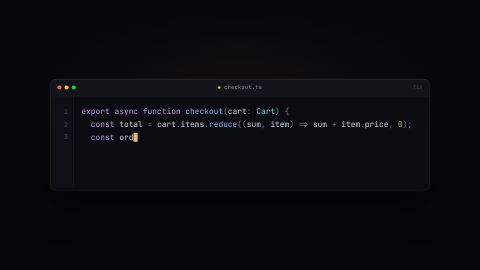 checkout.ts
TSX
1 export async function checkout(cart: Cart) {
2 const total = cart.items.reduce((sum, item) => sum + item.price, 0);
3 const ord